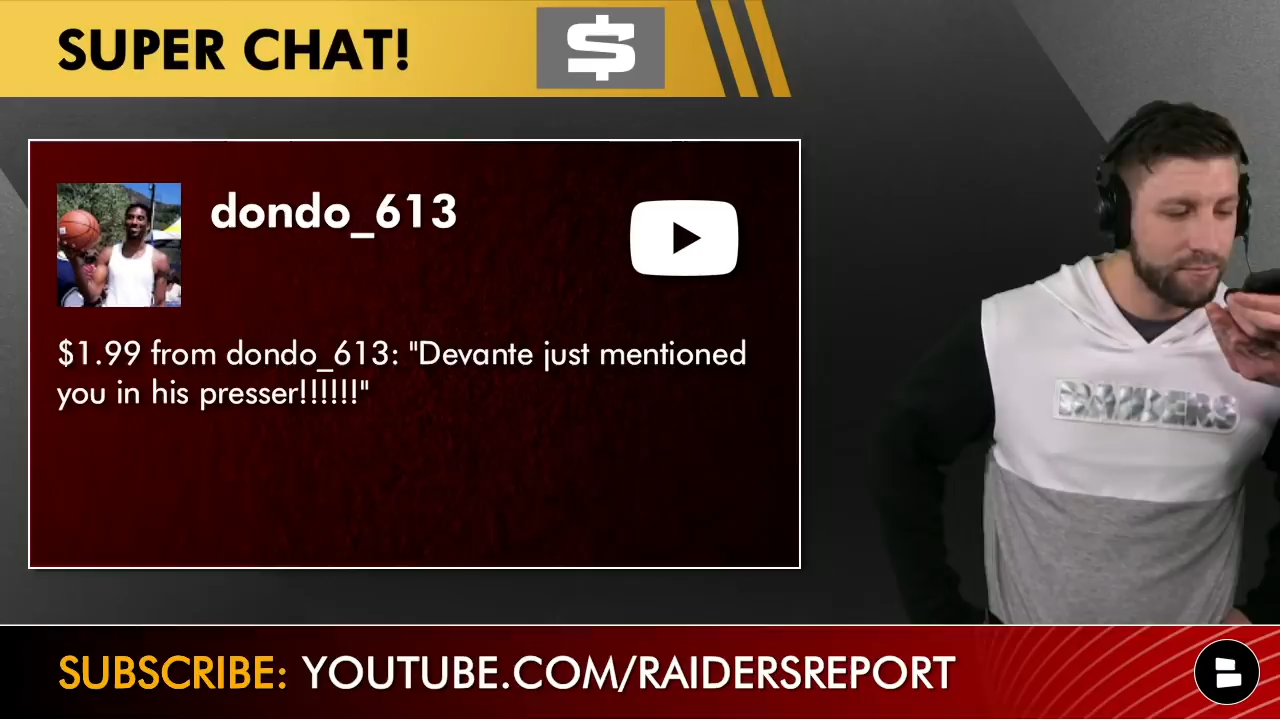 SUPER CHAT!
dondo_613
$1.99 from dondo_613: "Devante just mentioned
you in his presser!!!!!!"
RAIDERS
SUBSCRIBE: YOUTUBE.COM/RAIDERSREPORT